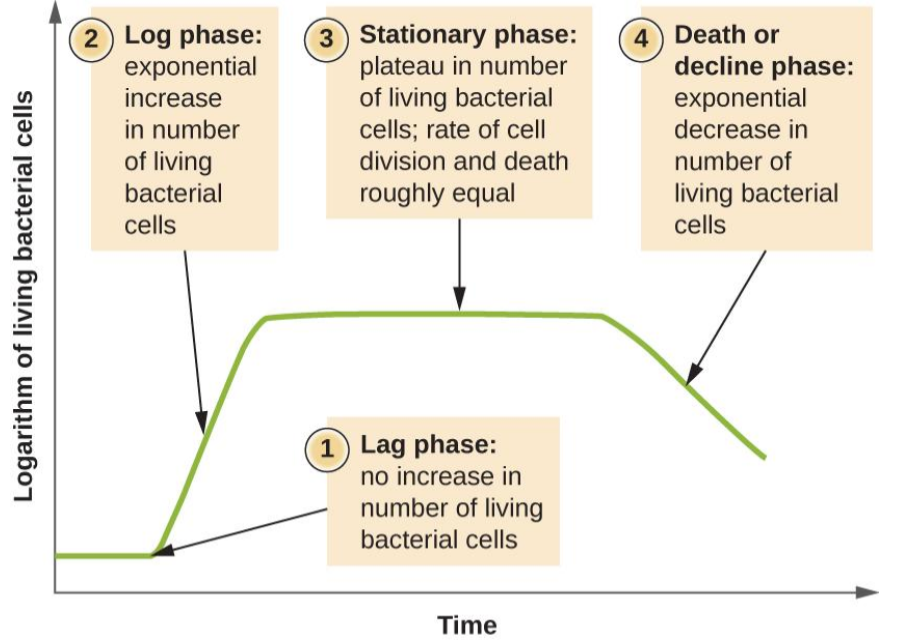 2
Log phase:
exponential
increase
in number
of living
bacterial
cells
3
Stationary phase:
plateau in number
of living bacterial
cells; rate of cell
division and death
roughly equal
4
Death or
decline phase:
exponential
decrease in
number of
living bacterial
cells
Logarithm of living bacterial cells
1
Lag phase:
no increase in
number of living
bacterial cells
Time